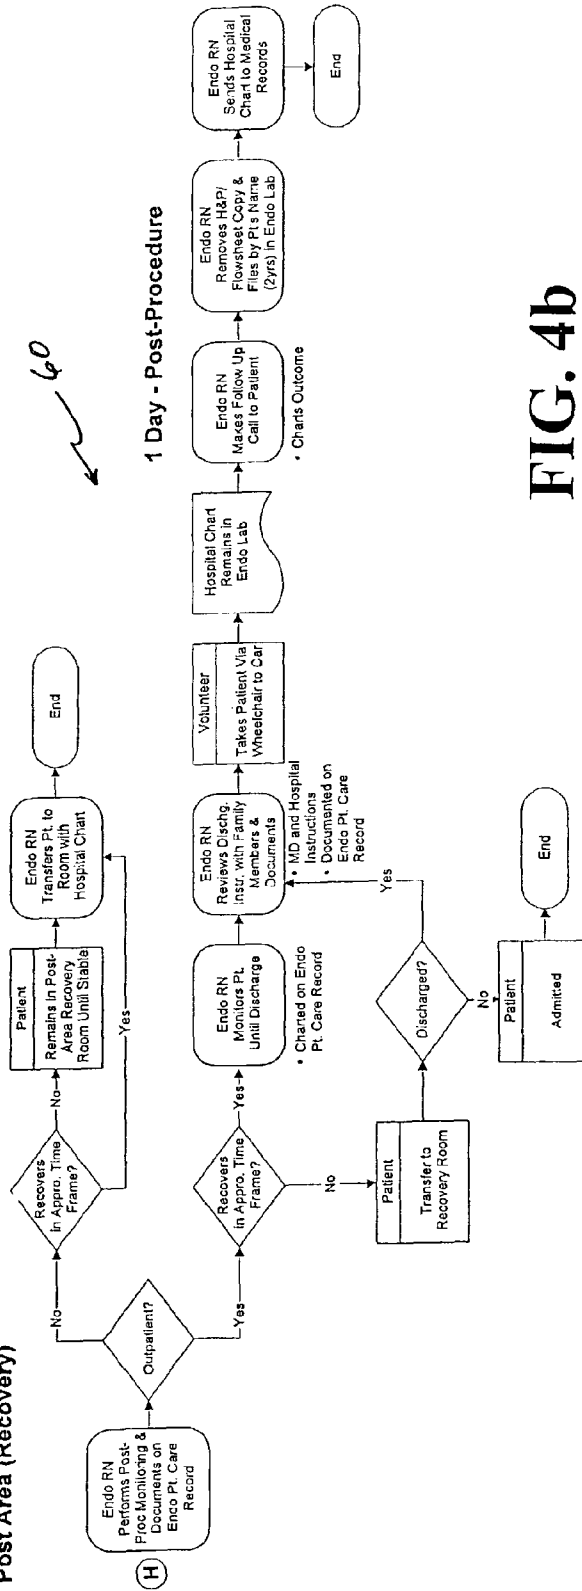 Post Area (Recovery)
H
Endo RN
Performs Post-
Proc Monitoring &
Documents on
Endo Pt. Care
Record
Outpatient?
No
Recovers
in Appro. Time
Frame?
No
Yes
Patient
Remains In Post-
Area Recovery
Room Until Stable
Endo RN
Transfers Pt. to
Room with
Hospital Chart
End
60
Yes
Recovers
in Appro. Time
Frame?
Yes
No
Endo RN
Monitors Pt.
Until Discharge
• Charted on Endo
Pt. Care Record
Endo RN
Reviews Dischg.
Instr. with Family
Members &
Documents
• MD and Hospital
Instructions
• Documented on
Endo Pt. Care
Record
Volunteer
Takes Patient Via
Wheelchair to Car
Hospital Chart
Remains in
Endo Lab
1 Day - Post-Procedure
Endo RN
Makes Follow Up
Call to Patient
• Charts Outcome
Endo RN
Removes H&P/
Flowsheet Copy &
Files by Pt.s Name
(2yrs) in Endo Lab
Endo RN
Sends Hospital
Chart to Medical
Records
End
Patient
Transfer to
Recovery Room
Discharged?
Yes
No
Patient
Admitted
End
FIG. 4b